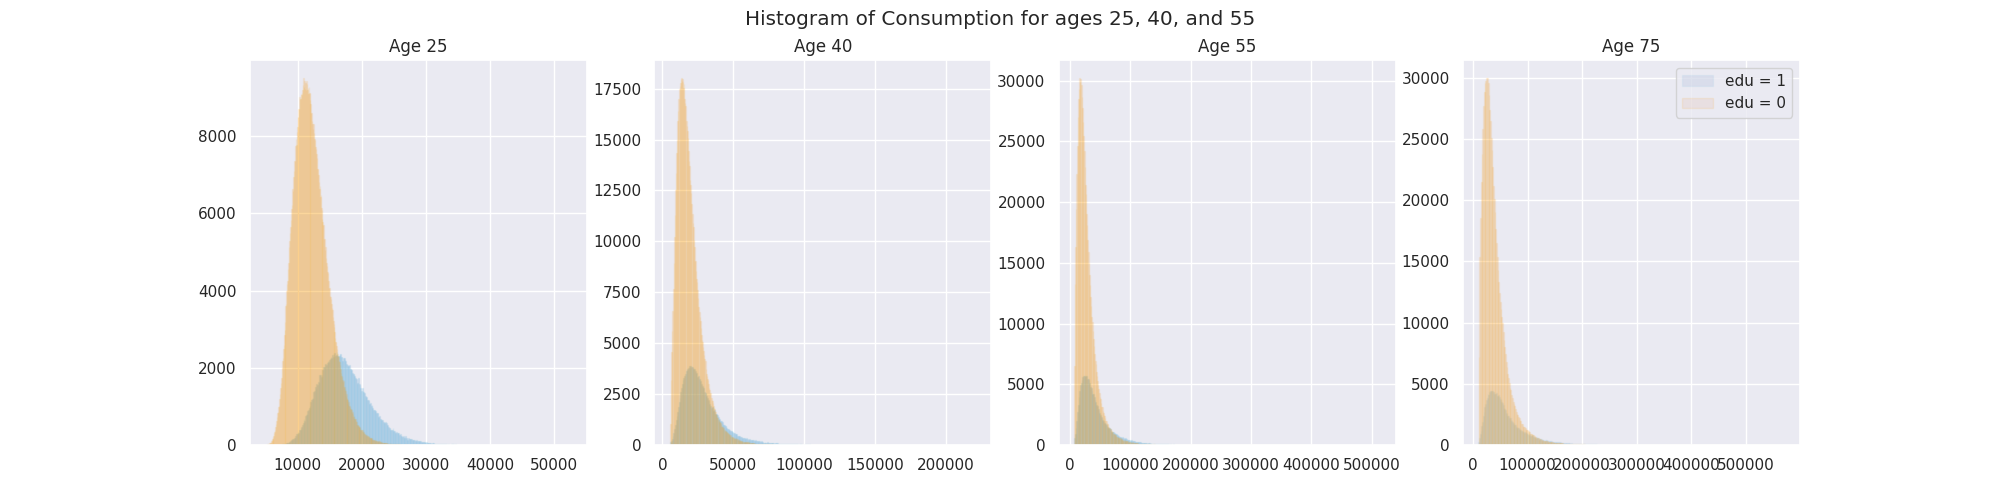 Histogram of Consumption for ages 25, 40, and 55
Age 25
8000
6000
4000
2000
0
10000 20000 30000 40000 50000
Age 40
17500
15000
12500
10000
7500
5000
2500
0
0 50000 100000 150000 200000
Age 55
30000
25000
20000
15000
10000
5000
0
0 100000 200000 300000 400000 500000
Age 75
30000
25000
20000
15000
10000
5000
0
0 100000 200000 300000 400000 500000
edu = 1
edu = 0